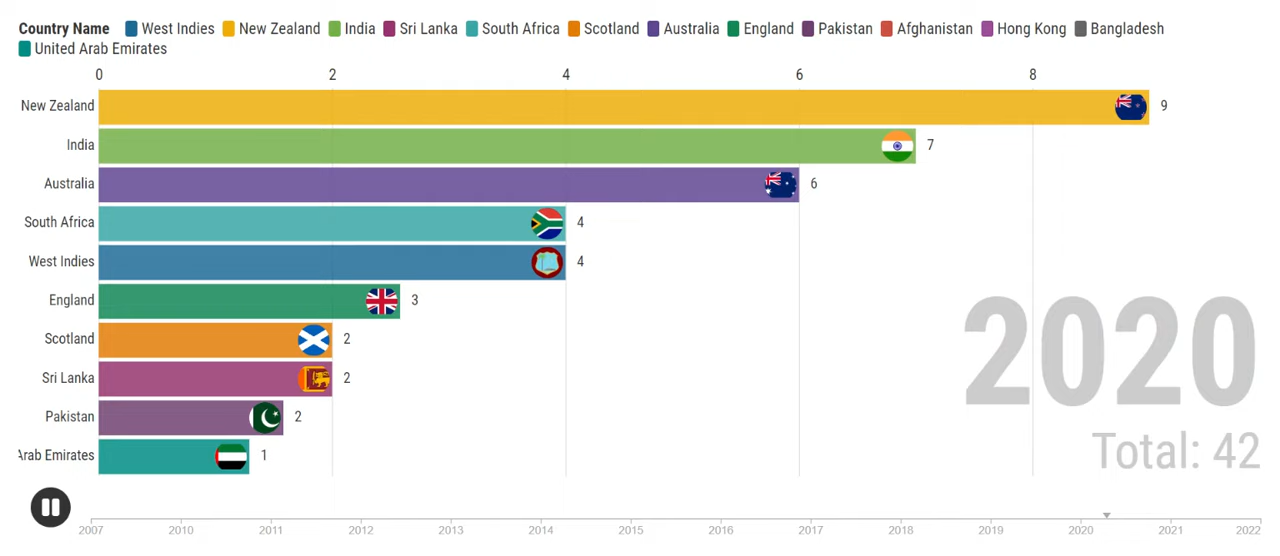 Country Name West Indies New Zealand India Sri Lanka South Africa Scotland Australia England Pakistan Afghanistan Hong Kong Bangladesh
United Arab Emirates
0 2 4 6 8
New Zealand 9
India 7
Australia 6
South Africa 4
West Indies 4
England 3
Scotland 2
Sri Lanka 2
Pakistan 2
Arab Emirates 1
2020
Total: 42
2007 2010 2011 2012 2013 2014 2015 2016 2017 2018 2019 2020 2021 2022